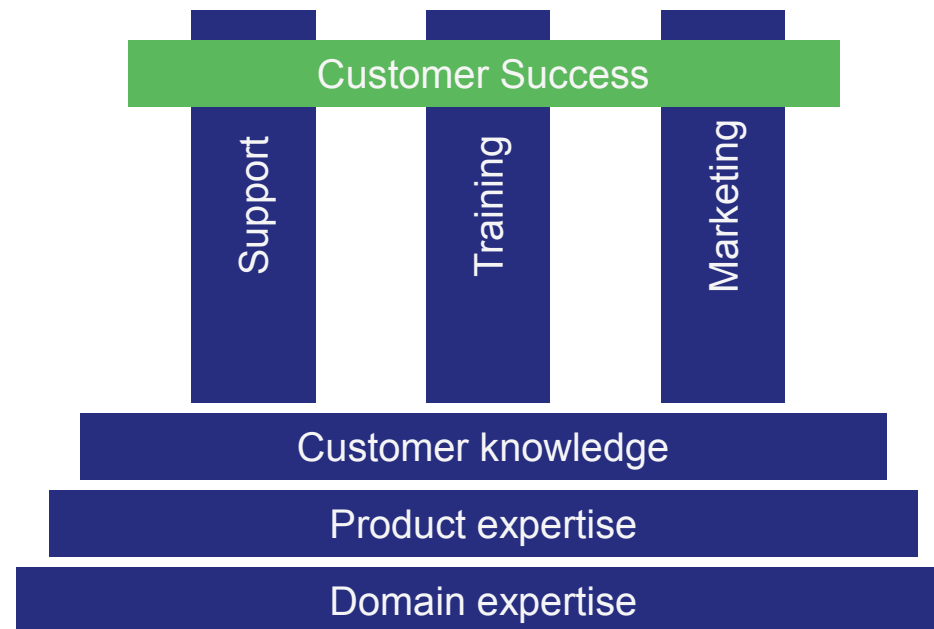 Customer Success
Support
Training
Marketing
Customer knowledge
Product expertise
Domain expertise